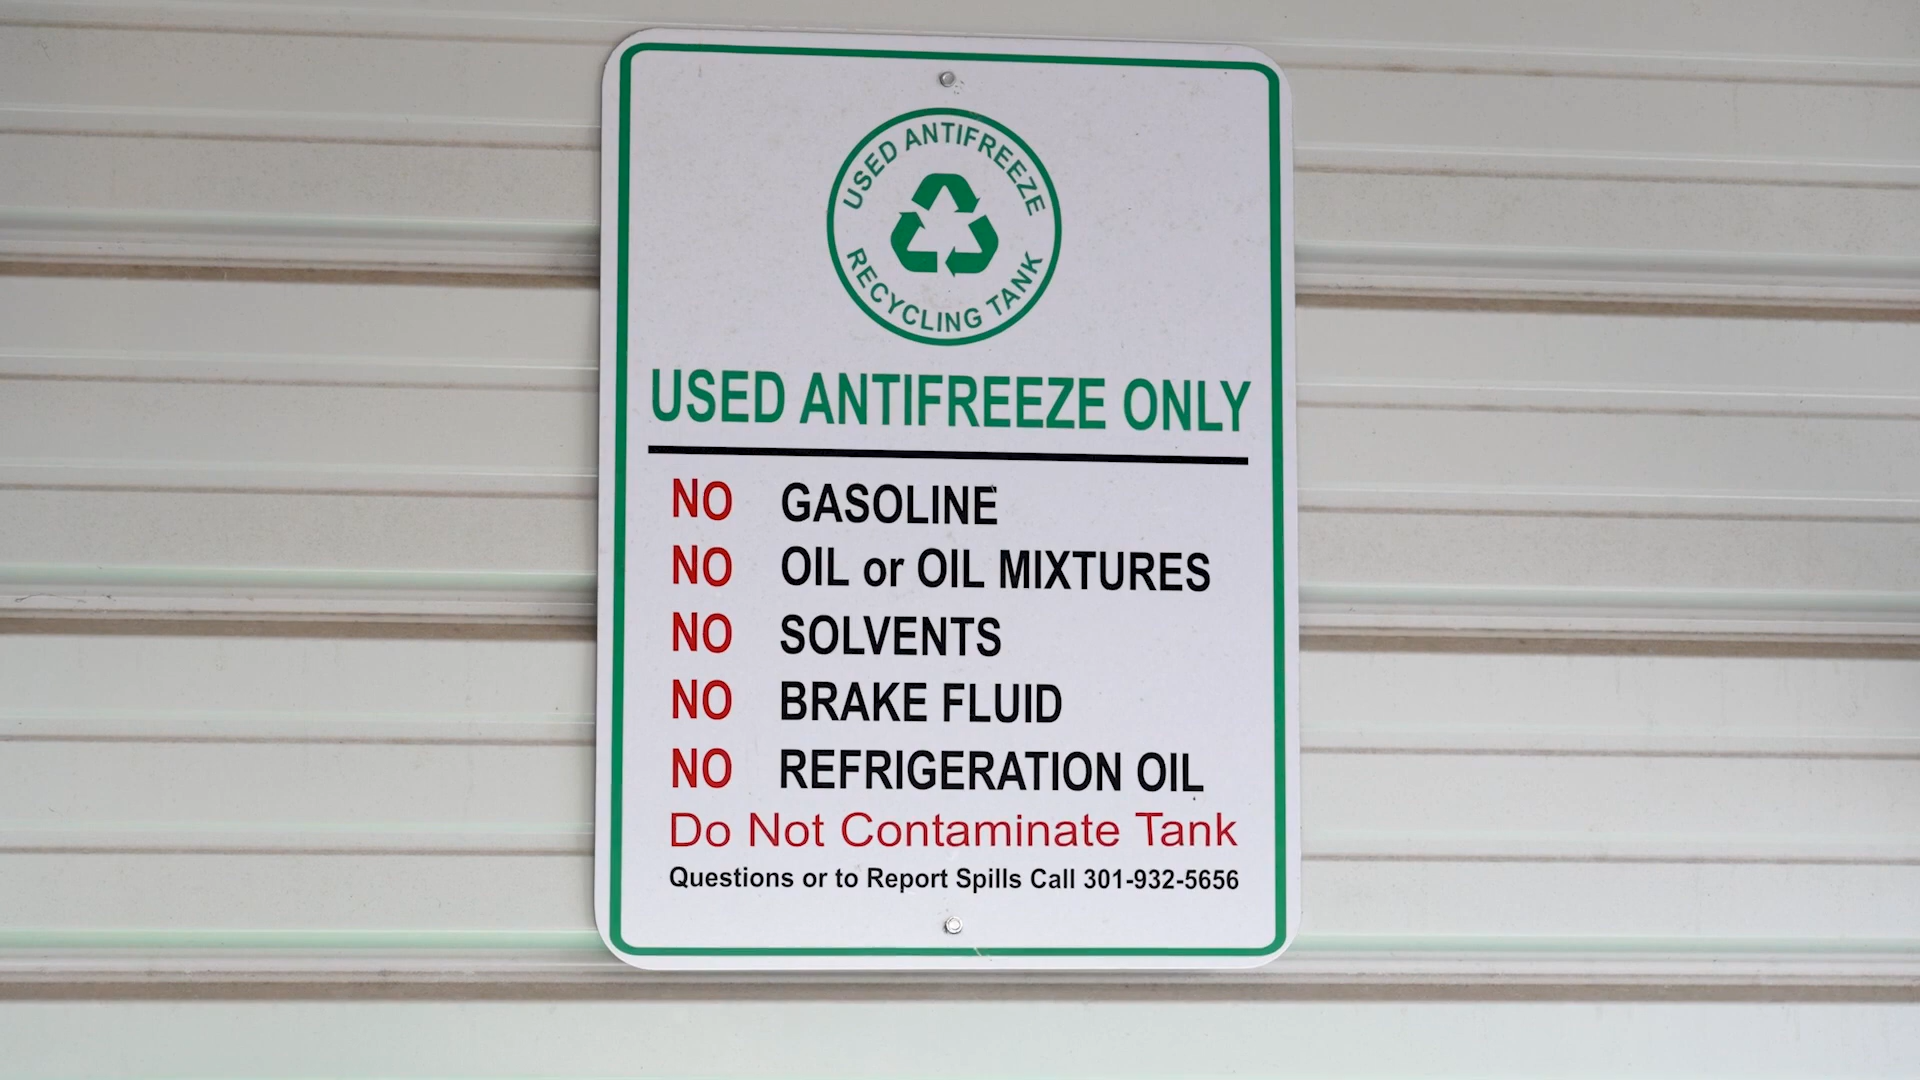 USED ANTIFREEZE
RECYCLING TANK
USED ANTIFREEZE ONLY
NO GASOLINE
NO OIL or OIL MIXTURES
NO SOLVENTS
NO BRAKE FLUID
NO REFRIGERATION OIL
Do Not Contaminate Tank
Questions or to Report Spills Call 301-932-5656